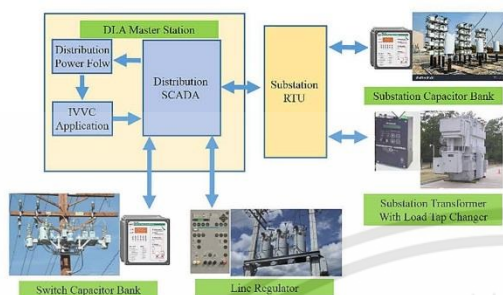 DLA Master Station
Distribution
Power Folw
IVVC
Application
Distribution
SCADA
Substation
RTU
Substation Capacitor Bank
Substation Transformer
With Load Tap Changer
Switch Capacitor Bank
Line Regulator